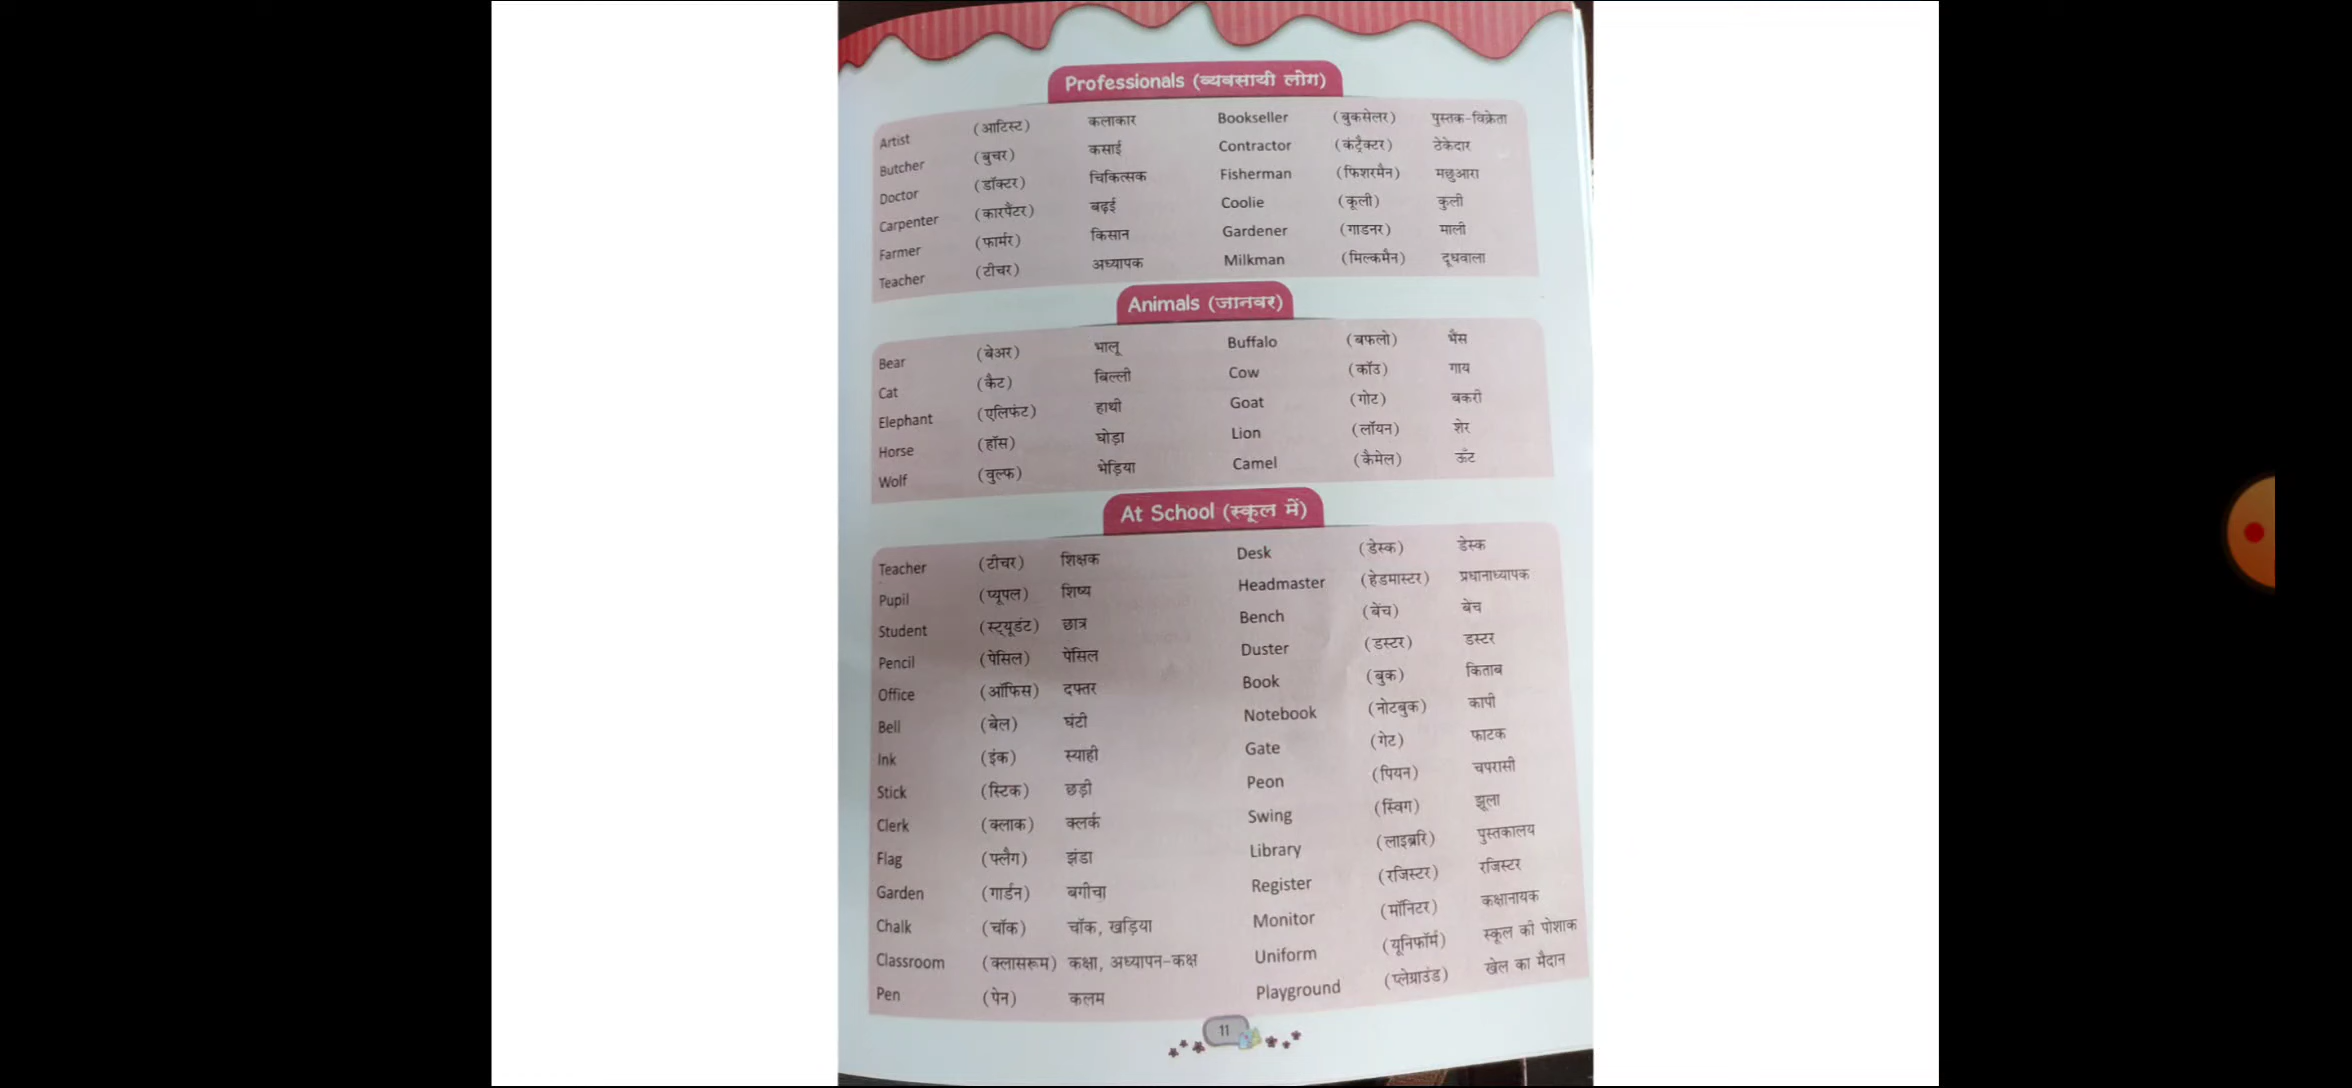 Professionals (व्यवसायी लोग)
Artist (आटिस्ट) कलाकार Bookseller (बुकसेलर) पुस्तक-विक्रेता
Butcher (बुचर) कसाई Contractor (कंट्रैक्टर) ठेकेदार
Doctor (डॉक्टर) चिकित्सक Fisherman (फिशरमैन) मछुआरा
Carpenter (कारपैंटर) बढ़ई Coolie (कूली) कुली
Farmer (फार्मर) किसान Gardener (गाडनर) माली
Teacher (टीचर) अध्यापक Milkman (मिल्कमैन) दूधवाला
Animals (जानवर)
Bear (बेअर) भालू Buffalo (बफलो) भैंस
Cat (कैट) बिल्ली Cow (कॉउ) गाय
Elephant (एलिफंट) हाथी Goat (गोट) बकरी
Horse (हॉस) घोड़ा Lion (लॉयन) शेर
Wolf (वुल्फ) भेड़िया Camel (कैमेल) ऊँट
At School (स्कूल में)
Teacher (टीचर) शिक्षक Desk (डेस्क) डेस्क
Pupil (प्यूपल) शिष्य Headmaster (हेडमास्टर) प्रधानाध्यापक
Student (स्ट्यूडंट) छात्र Bench (बेंच) बेंच
Pencil (पेंसिल) पेंसिल Duster (डस्टर) डस्टर
Office (ऑफिस) दफ्तर Book (बुक) किताब
Bell (बेल) घंटी Notebook (नोटबुक) कापी
Ink (इंक) स्याही Gate (गेट) फाटक
Stick (स्टिक) छड़ी Peon (पियन) चपरासी
Clerk (क्लाक) क्लर्क Swing (स्विंग) झूला
Flag (फ्लैग) झंडा Library (लाइब्ररि) पुस्तकालय
Garden (गार्डन) बगीचा Register (रजिस्टर) रजिस्टर
Chalk (चॉक) चॉक, खड़िया Monitor (मॉनिटर) कक्षानायक
Classroom (क्लासरूम) कक्षा, अध्यापन-कक्ष Uniform (यूनिफॉर्म) स्कूल की पोशाक
Pen (पेन) कलम Playground (प्लेग्राउंड) खेल का मैदान
11